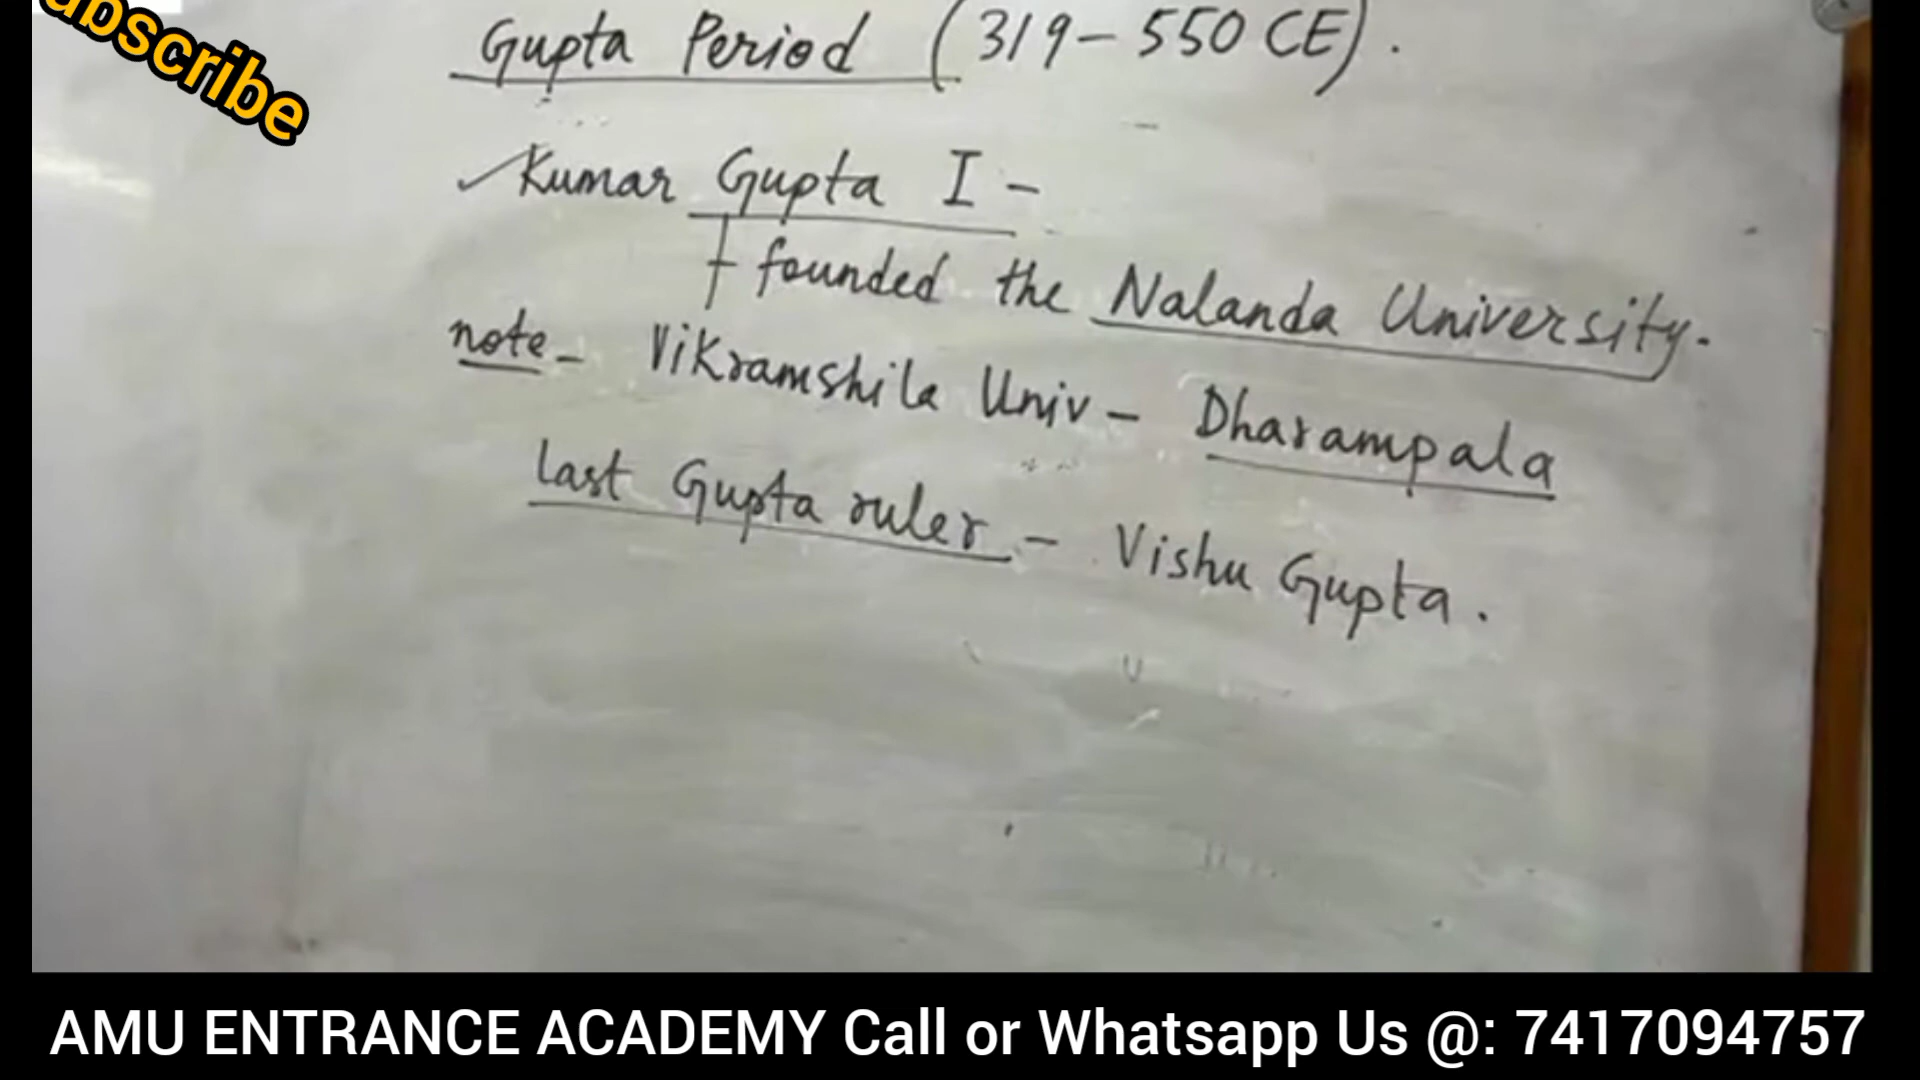 Subscribe
Gupta Period (319-550 CE).
Kumar Gupta I -
founded the Nalanda University.
note - Vikramshila Univ - Dharampala
last Gupta ruler - Vishu Gupta.
AMU ENTRANCE ACADEMY Call or Whatsapp Us @: 7417094757